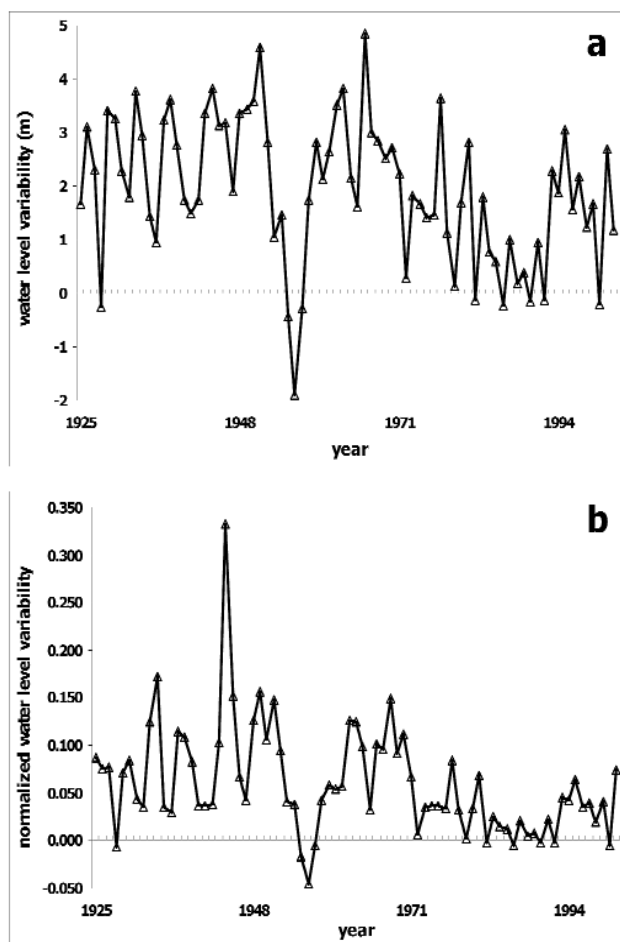 a
5
4
3
2
1
0
-1
-2
water level variability (m)
1925 1948 1971 1994
year
b
0.350
0.300
0.250
0.200
0.150
0.100
0.050
0.000
-0.050
normalized water level variability
1925 1948 1971 1994
year